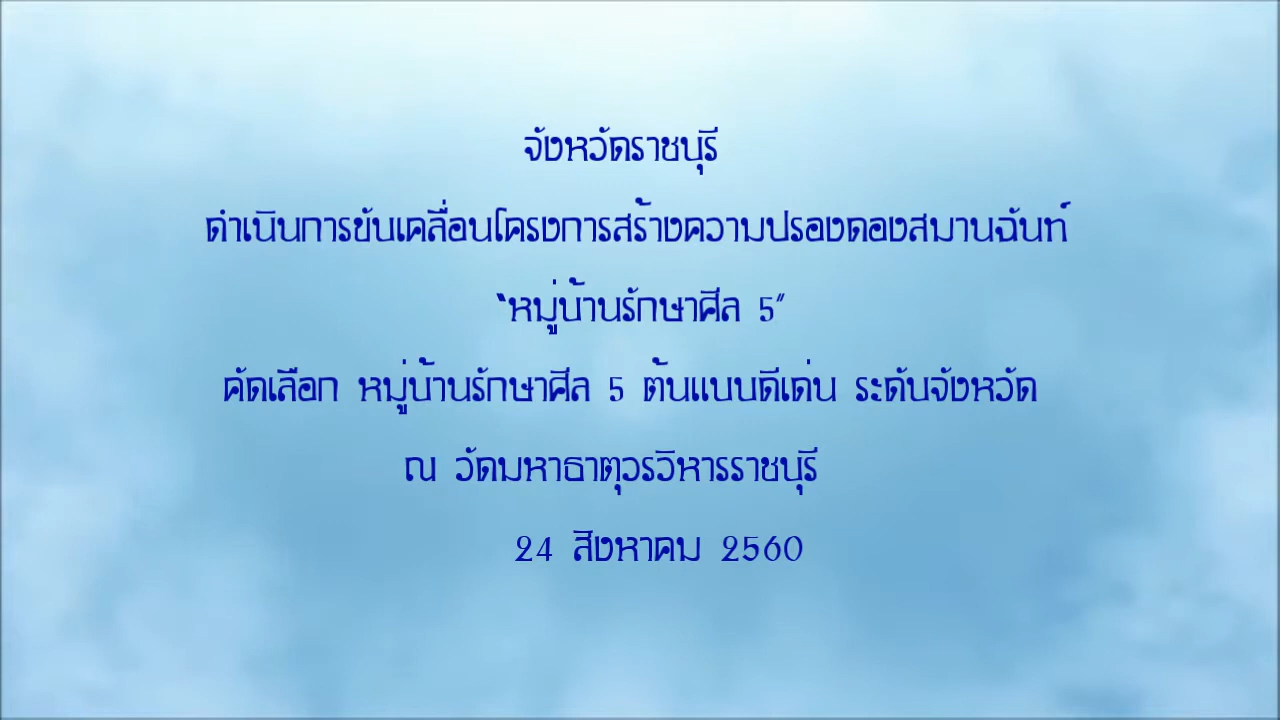 จังหวัดราชบุรี
ดำเนินการขับเคลื่อนโครงการสร้างความปรองดองสมานฉันท์
“หมู่บ้านรักษาศีล 5”
คัดเลือก หมู่บ้านรักษาศีล 5 ต้นแบบดีเด่น ระดับจังหวัด
ณ วัดมหาธาตุวรวิหารราชบุรี
24 สิงหาคม 2560